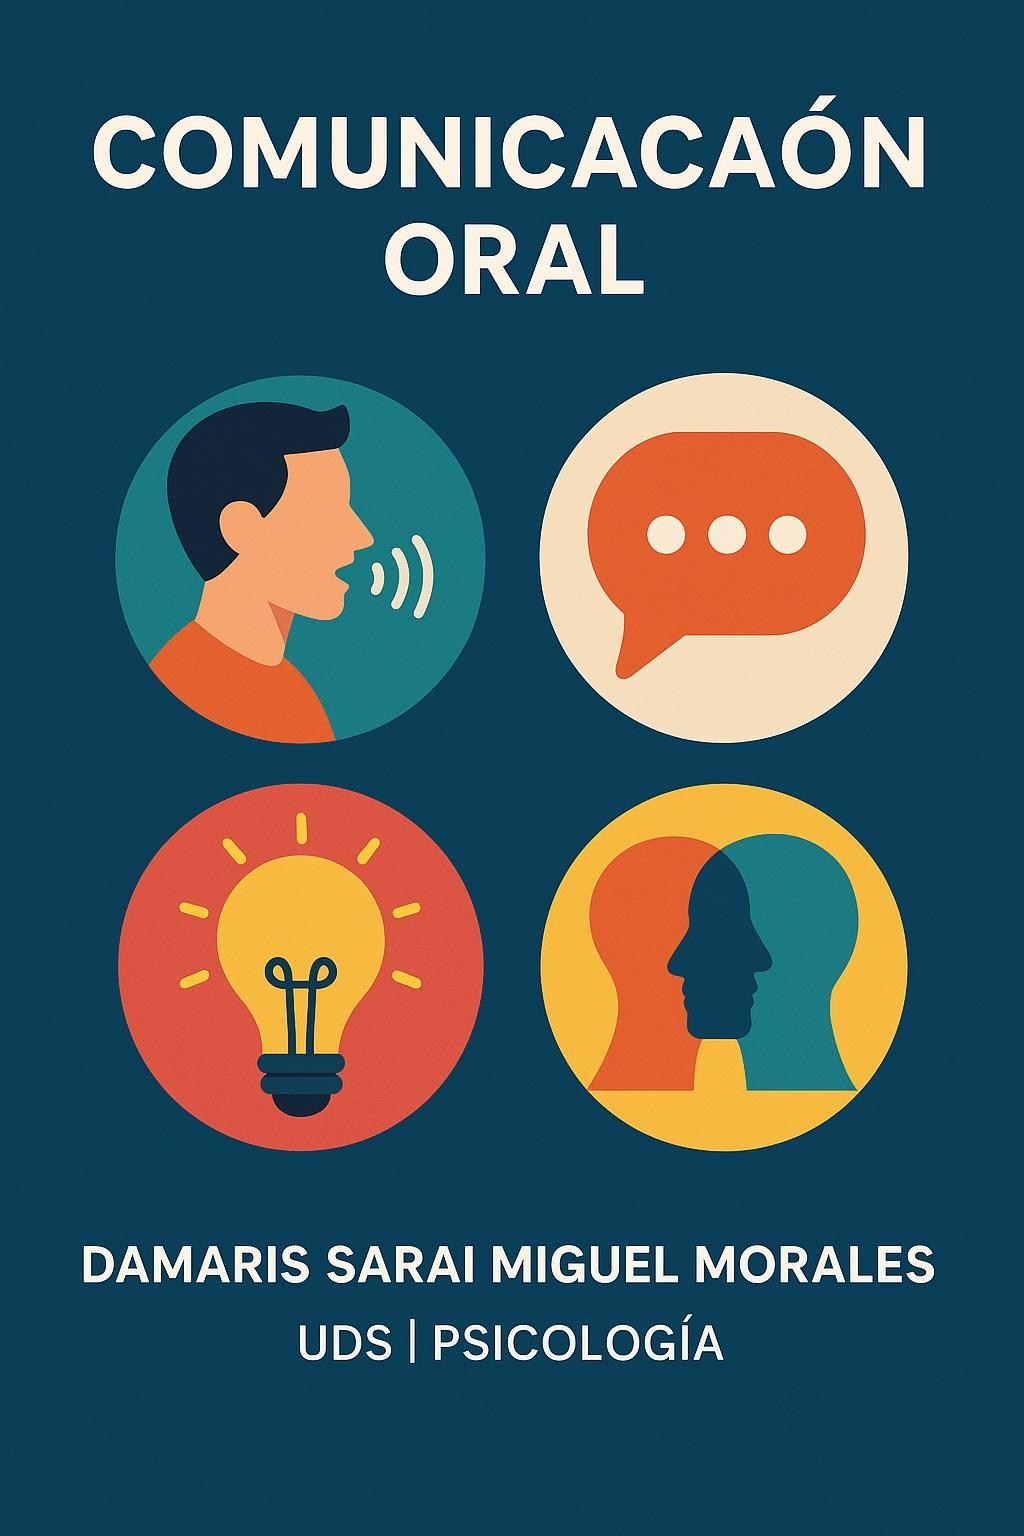 COMUNICACAÓN
ORAL
DAMARIS SARAI MIGUEL MORALES
UDS | PSICOLOGÍA